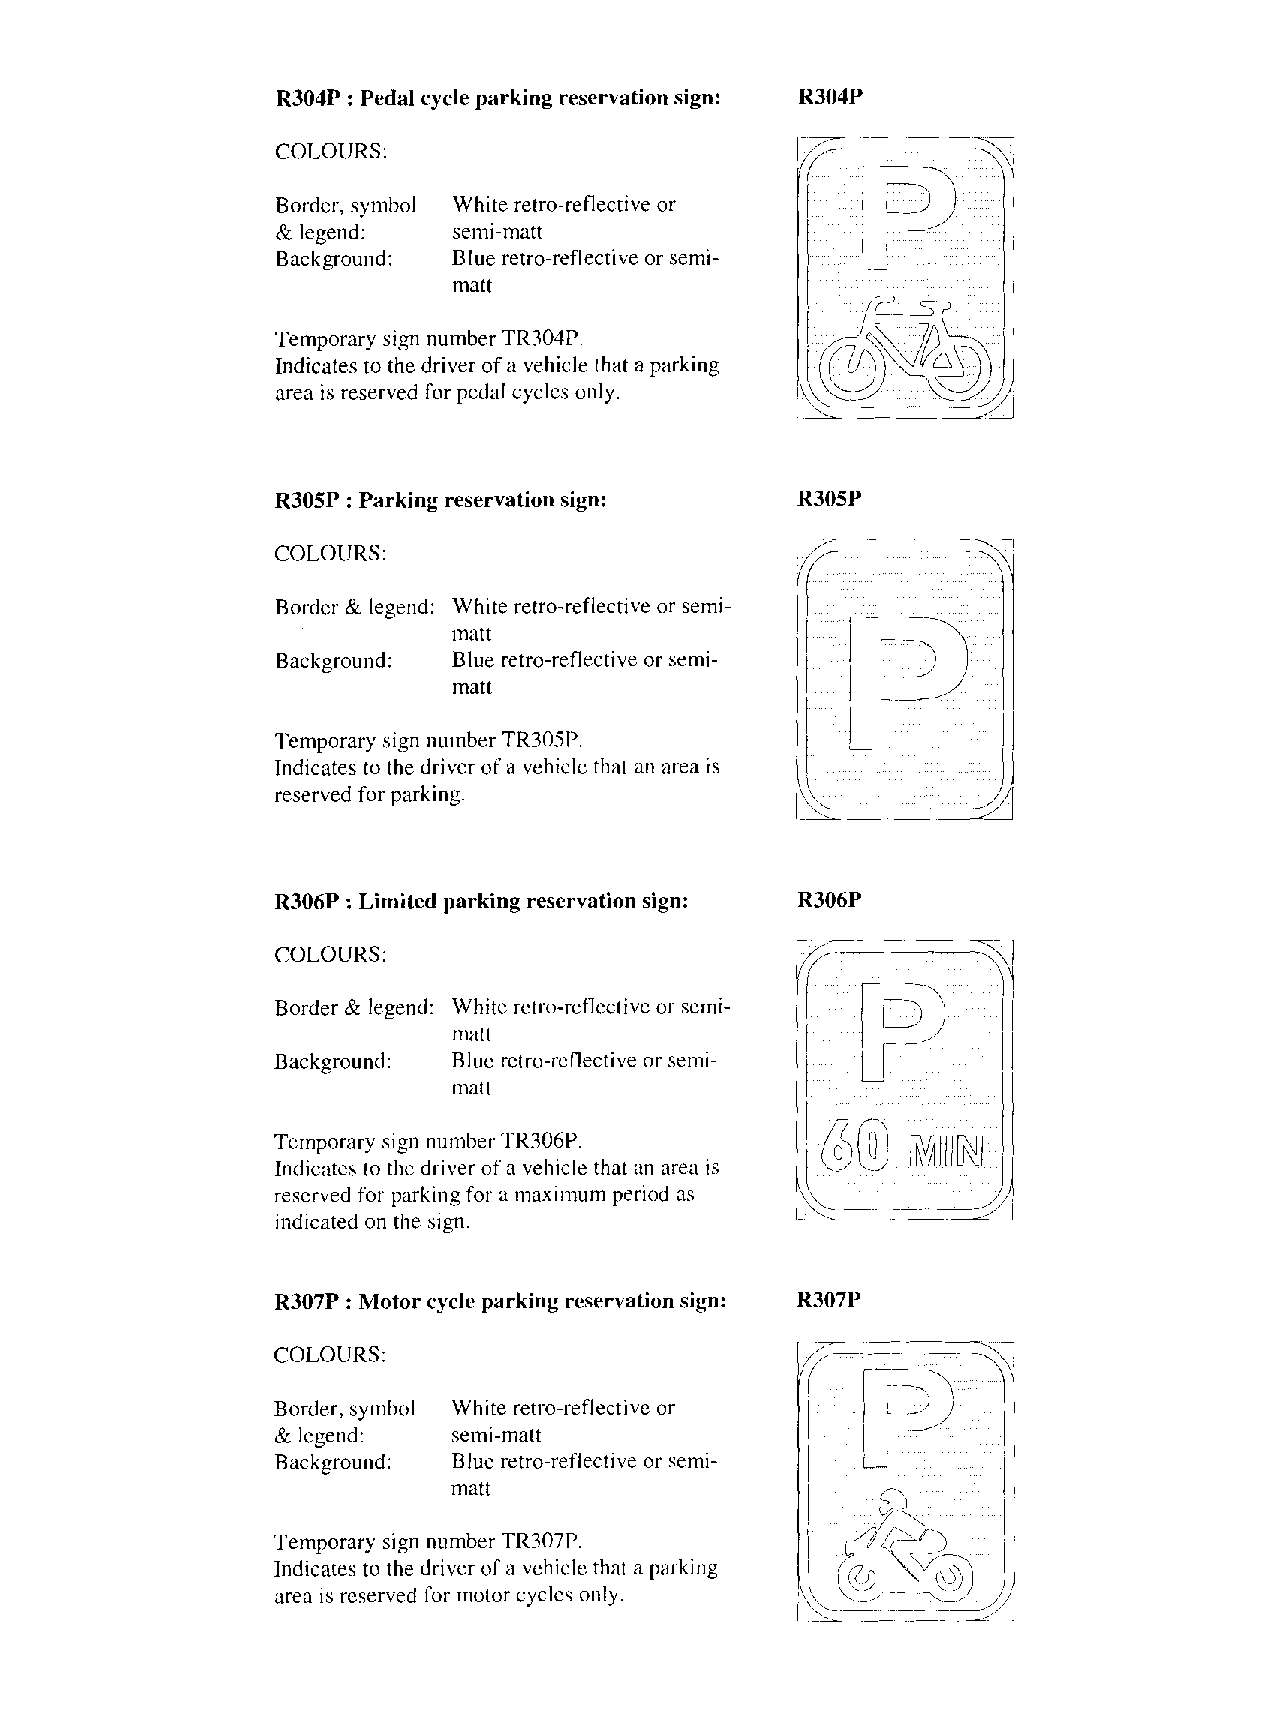 R304P : Pedal cycle parking reservation sign: R304P
COLOURS:
P
Border, symbol White retro-reflective or
& legend: semi-matt
Background: Blue retro-reflective or semi-
matt
Temporary sign number TR304P.
Indicates to the driver of a vehicle that a parking
area is reserved for pedal cycles only.
R305P : Parking reservation sign: R305P
COLOURS:
Border & legend: White retro-reflective or semi-
matt
P
Background: Blue retro-reflective or semi-
matt
Temporary sign number TR305P.
Indicates to the driver of a vehicle that an area is
reserved for parking.
R306P : Limited parking reservation sign: R306P
COLOURS:
P
Border & legend: White retro-reflective or semi-
matt
Background: Blue retro-reflective or semi-
matt
60 MIN
Temporary sign number TR306P.
Indicates to the driver of a vehicle that an area is
reserved for parking for a maximum period as
indicated on the sign.
R307P : Motor cycle parking reservation sign: R307P
COLOURS:
P
Border, symbol White retro-reflective or
& legend: semi-matt
Background: Blue retro-reflective or semi-
matt
Temporary sign number TR307P.
Indicates to the driver of a vehicle that a parking
area is reserved for motor cycles only.